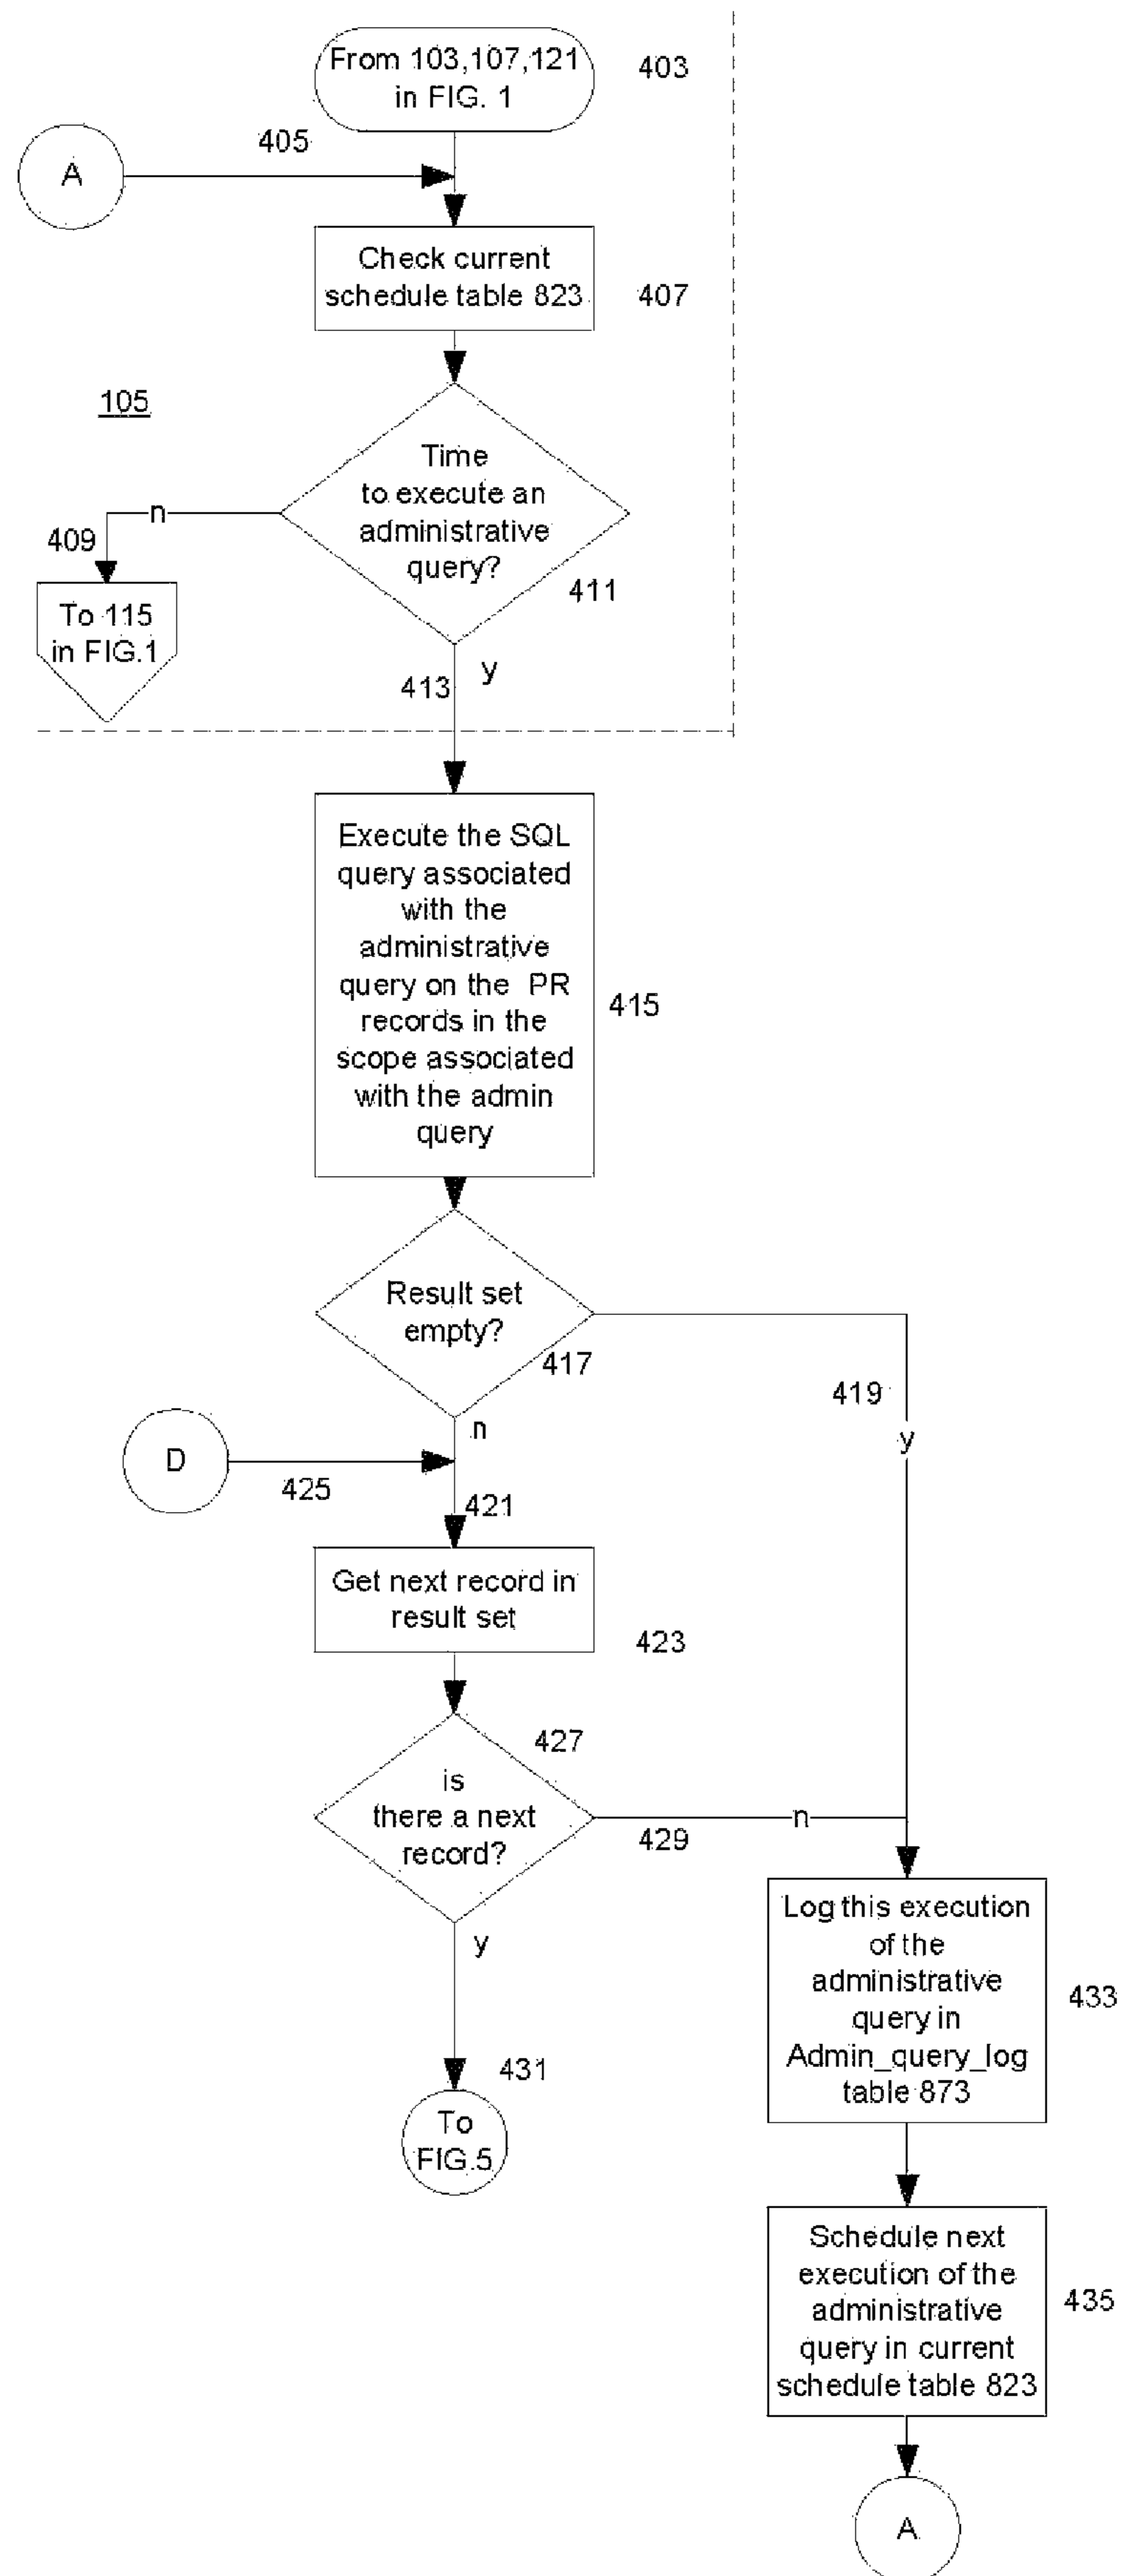 From 103,107,121
in FIG. 1
403
405
A
Check current
schedule table 823
407
105
Time
to execute an
administrative
query?
411
n
409
To 115
in FIG.1
y
413
Execute the SQL
query associated
with the
administrative
query on the PR
records in the
scope associated
with the admin
query
415
Result set
empty?
417
419
y
n
D
425
421
Get next record in
result set
423
427
is
there a next
record?
n
429
y
Log this execution
of the
administrative
query in
Admin_query_log
table 873
433
431
To
FIG.5
Schedule next
execution of the
administrative
query in current
schedule table 823
435
A